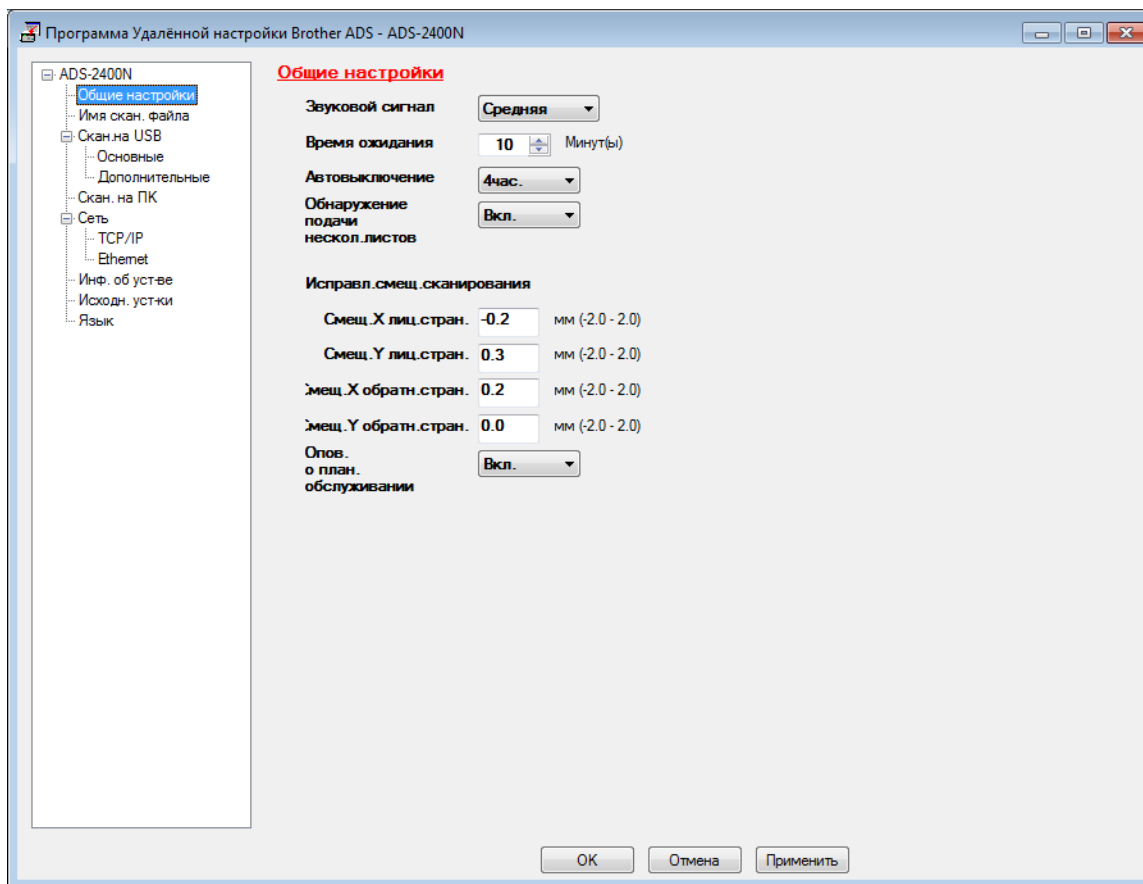 Программа Удалённой настройки Brother ADS - ADS-2400N
ADS-2400N
Общие настройки
Имя скан. файла
Скан.на USB
Основные
Дополнительные
Скан. на ПК
Сеть
TCP/IP
Ethernet
Инф. об уст-ве
Исходн. уст-ки
Язык
Общие настройки
Звуковой сигнал Средняя
Время ожидания 10 Минут(ы)
Автовыключение 4час.
Обнаружение
подачи
нескол.листов
Вкл.
Исправл.смещ.сканирования
Смещ.X лиц.стран. -0.2 мм (-2.0 - 2.0)
Смещ.Y лиц.стран. 0.3 мм (-2.0 - 2.0)
Смещ.X обратн.стран. 0.2 мм (-2.0 - 2.0)
Смещ.Y обратн.стран. 0.0 мм (-2.0 - 2.0)
Опов.
о план.
обслуживании
Вкл.
OK Отмена Применить